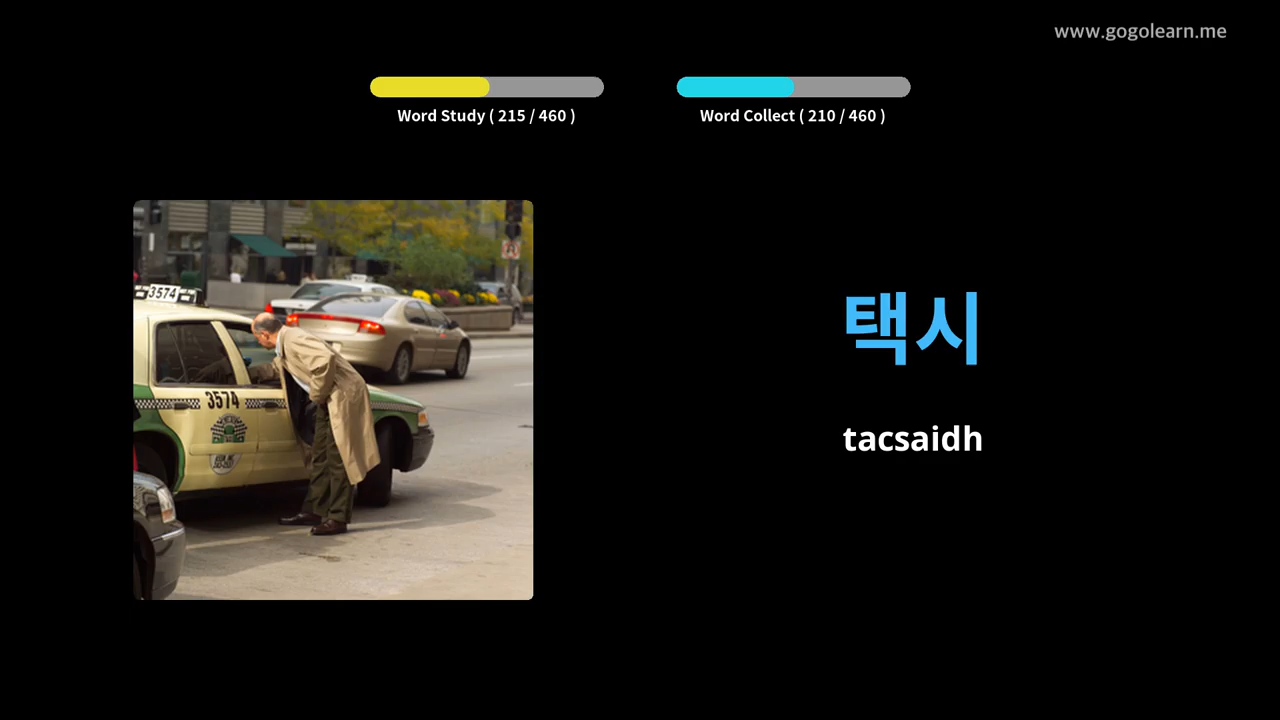 www.gogolearn.me
Word Study ( 215 / 460 )
Word Collect ( 210 / 460 )
3574
3574
택시
tacsaidh